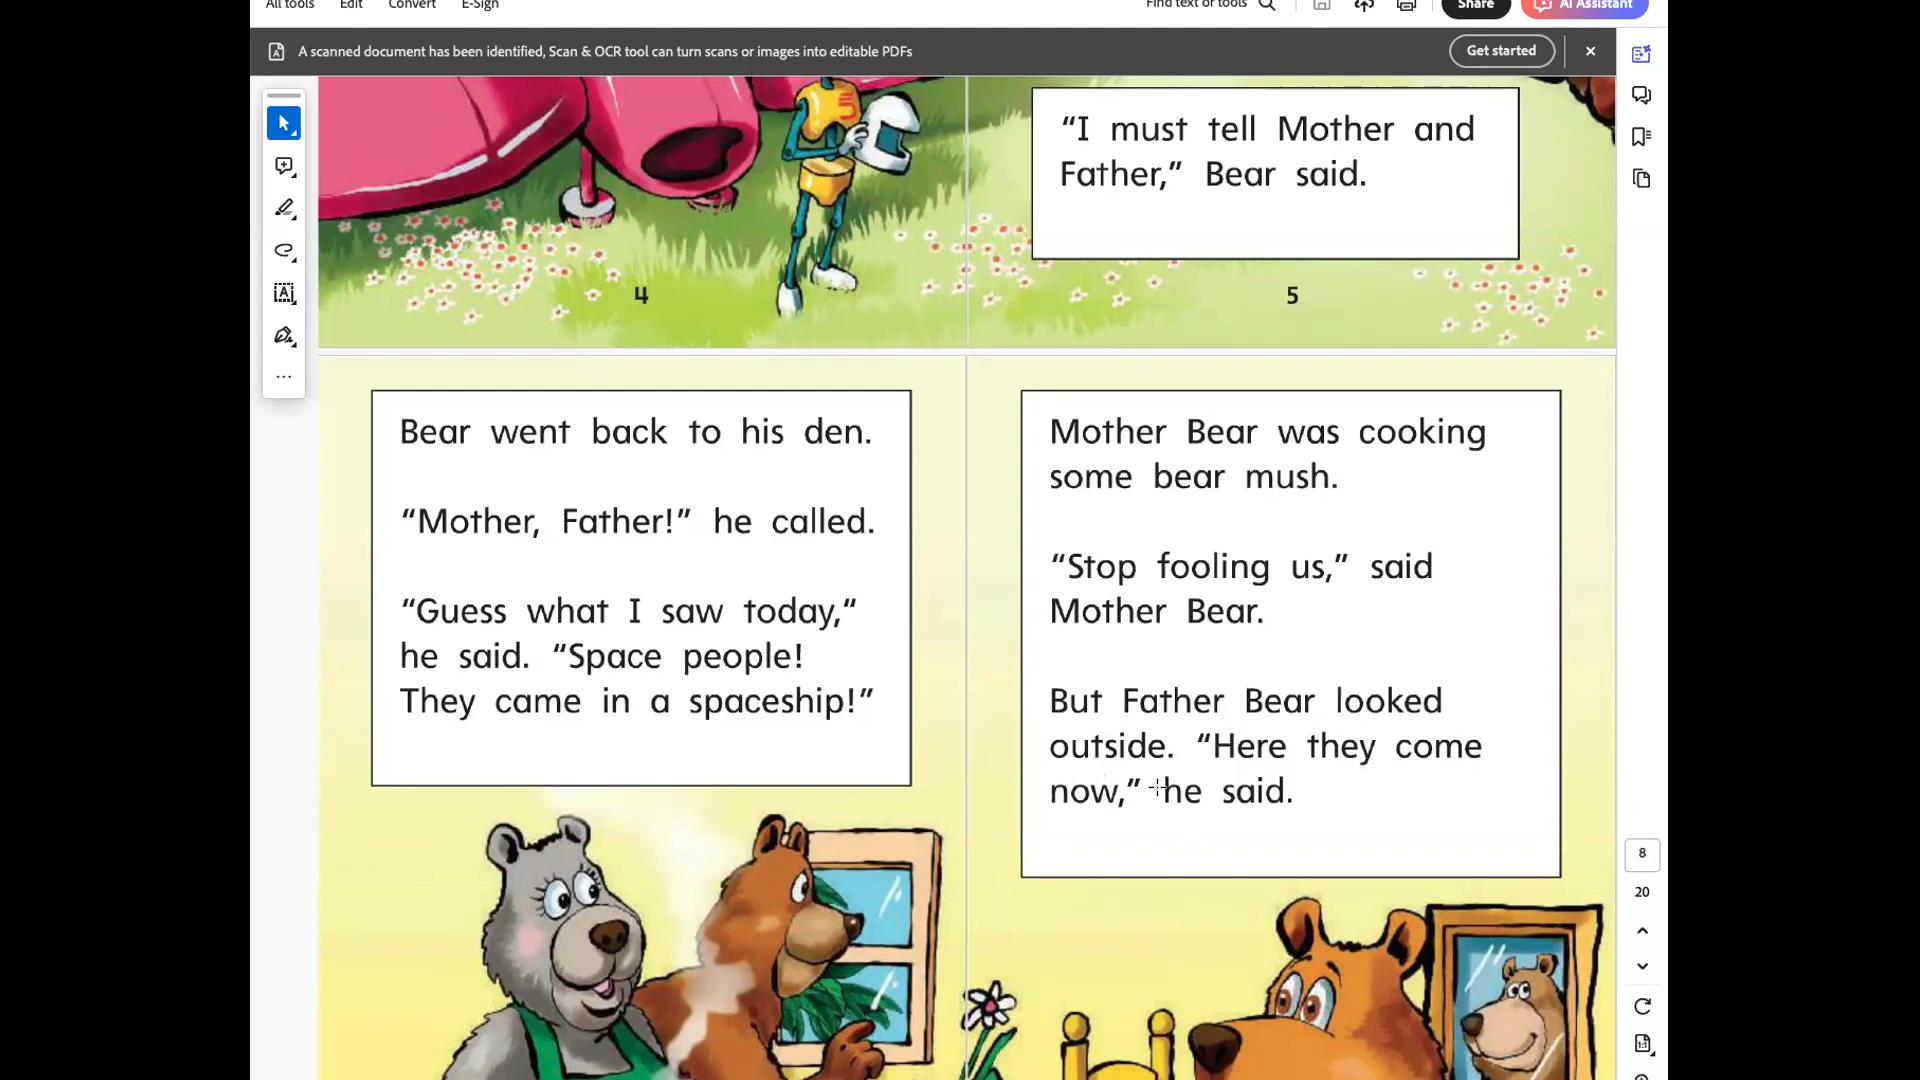 All tools Edit Convert E-Sign
Find text or tools
Share
AI Assistant
A scanned document has been identified, Scan & OCR tool can turn scans or images into editable PDFs
Get started
“I must tell Mother and
Father,” Bear said.
4
5
Bear went back to his den.
“Mother, Father!” he called.
“Guess what I saw today,“
he said. “Space people!
They came in a spaceship!”
Mother Bear was cooking
some bear mush.
“Stop fooling us,” said
Mother Bear.
But Father Bear looked
outside. “Here they come
now,” he said.
8
20